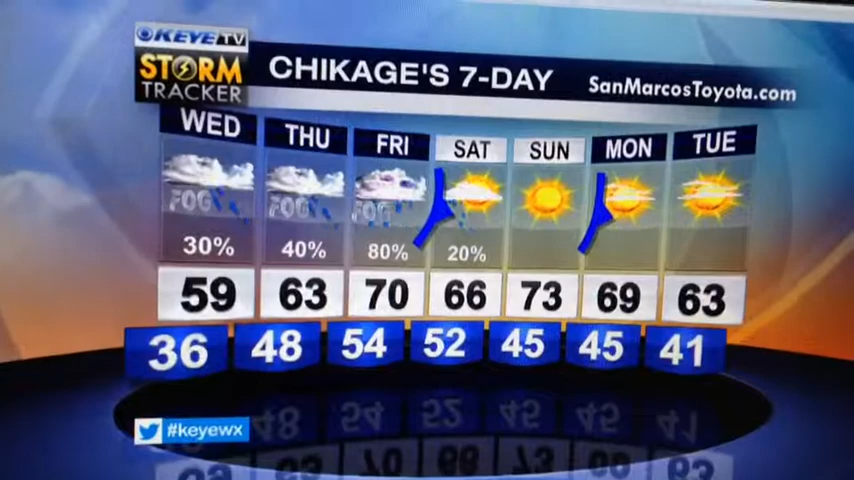 KEYE TV
STORM
TRACKER
CHIKAGE'S 7-DAY
SanMarcosToyota.com
WED THU FRI SAT SUN MON TUE
FOG FOG FOG
30% 40% 80% 20%
59 63 70 66 73 69 63
36 48 54 52 45 45 41
#keyewx